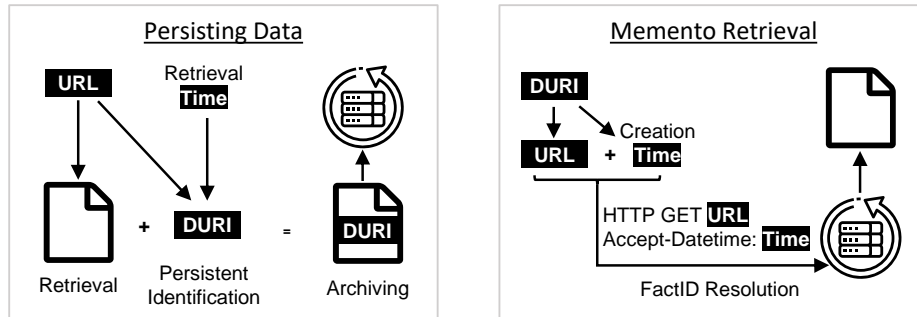 Persisting Data
URL
Retrieval
Time
+
DURI
=
DURI
Retrieval
Persistent
Identification
Archiving
Memento Retrieval
DURI
Creation
URL + Time
HTTP GET URL
Accept-Datetime: Time
FactID Resolution